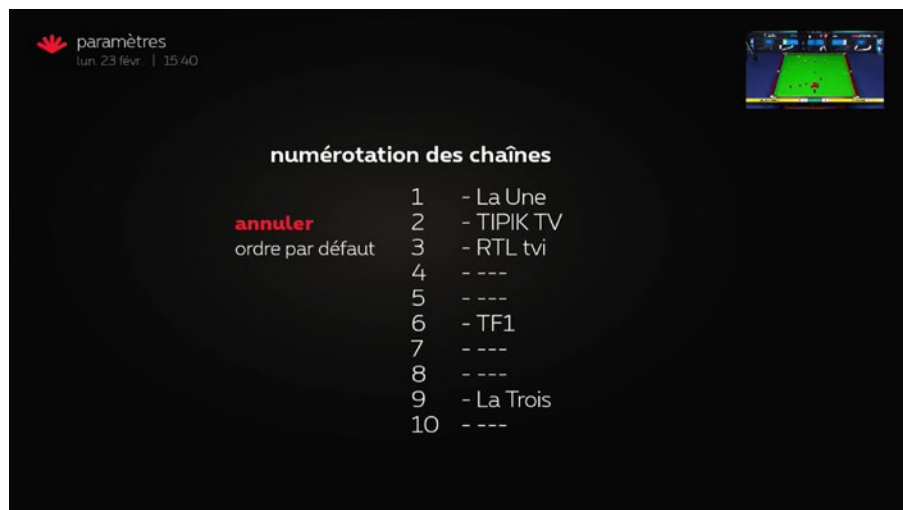 paramètres
lun. 23 févr. | 15:40
numérotation des chaînes
annuler
ordre par défaut
1 - La Une
2 - TIPIK TV
3 - RTL tvi
4 - ---
5 - ---
6 - TF1
7 - ---
8 - ---
9 - La Trois
10 - ---